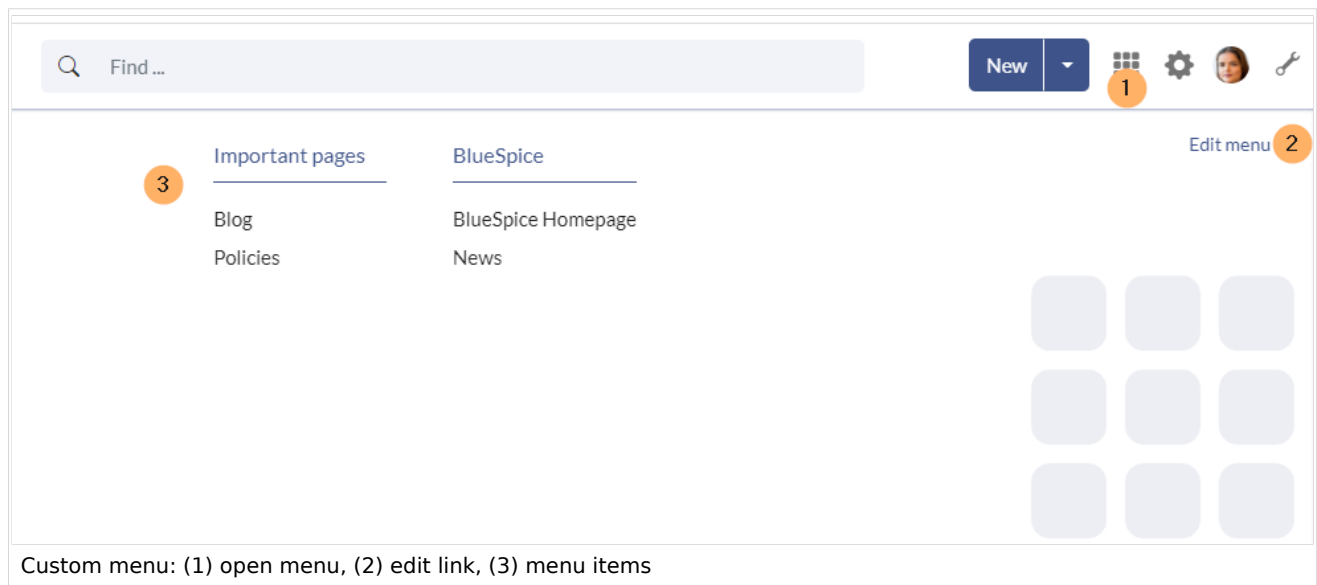 Find ...
New
1
Edit menu 2
Important pages BlueSpice
3
Blog BlueSpice Homepage
Policies News
Custom menu: (1) open menu, (2) edit link, (3) menu items